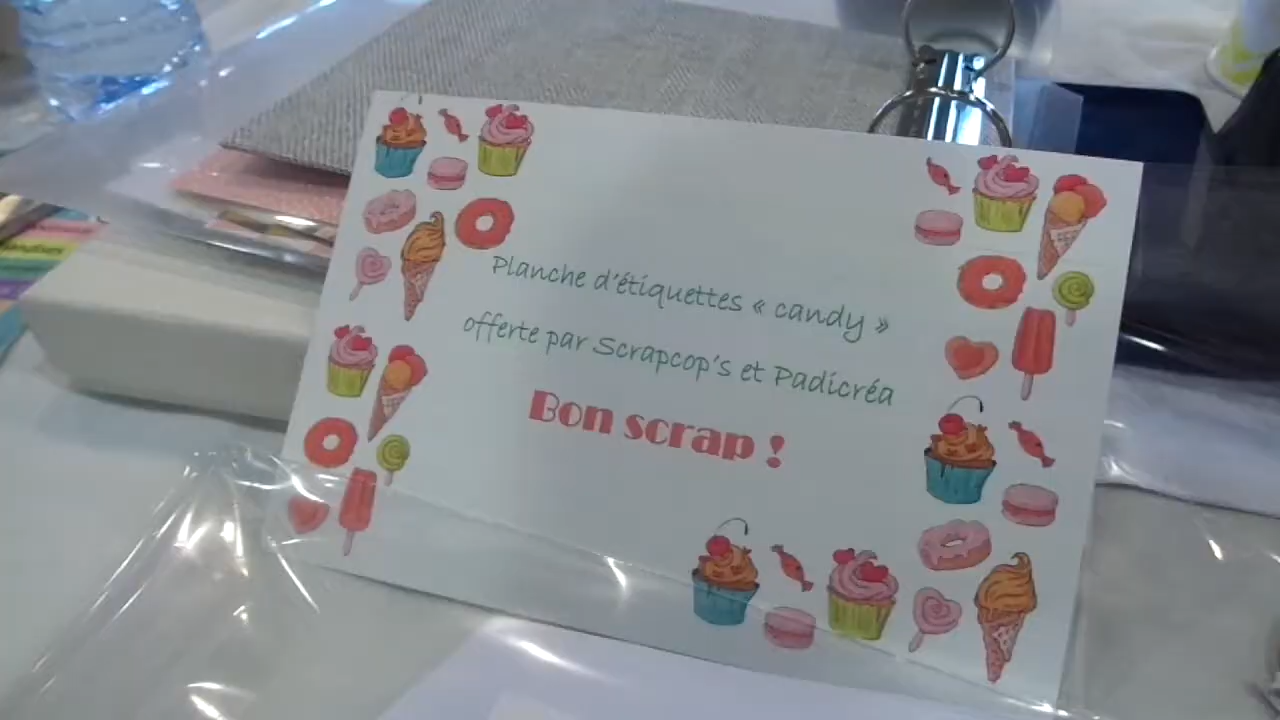 Planche d'étiquettes « candy »
offerte par Scrapcop's et Padicréa
Bon scrap !